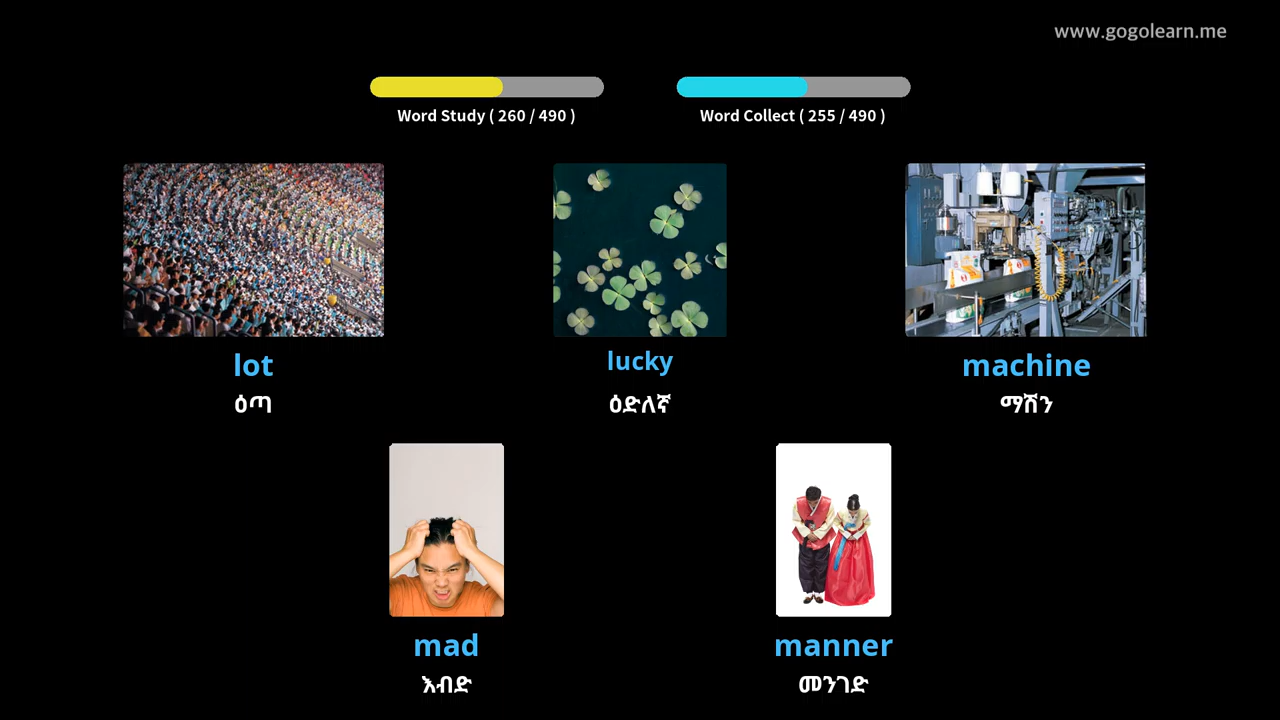 www.gogolearn.me
Word Study ( 260 / 490 )
Word Collect ( 255 / 490 )
lot
ዕጣ
lucky
ዕድለኛ
machine
ማሽን
mad
እብድ
manner
መንገድ